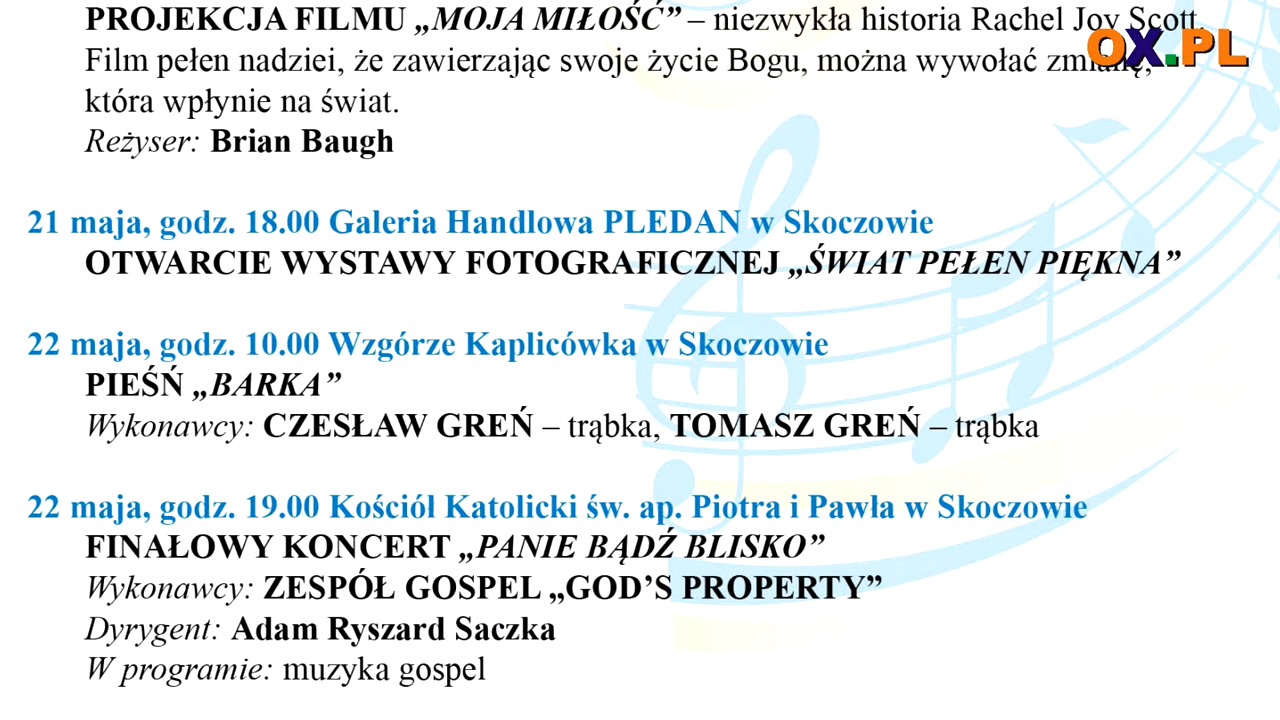 PROJEKCJA FILMU „MOJA MIŁOŚĆ” – niezwykła historia Rachel Joy Scott.
Film pełen nadziei, że zawierzając swoje życie Bogu, można wywołać zmianę,
która wpłynie na świat.
Reżyser: Brian Baugh
OX.PL
21 maja, godz. 18.00 Galeria Handlowa PLEDAN w Skoczowie
OTWARCIE WYSTAWY FOTOGRAFICZNEJ „ŚWIAT PEŁEN PIĘKNA”
22 maja, godz. 10.00 Wzgórze Kaplicówka w Skoczowie
PIEŚŃ „BARKA”
Wykonawcy: CZESŁAW GREŃ – trąbka, TOMASZ GREŃ – trąbka
22 maja, godz. 19.00 Kościół Katolicki św. ap. Piotra i Pawła w Skoczowie
FINAŁOWY KONCERT „PANIE BĄDŹ BLISKO”
Wykonawcy: ZESPÓŁ GOSPEL „GOD’S PROPERTY”
Dyrygent: Adam Ryszard Saczka
W programie: muzyka gospel